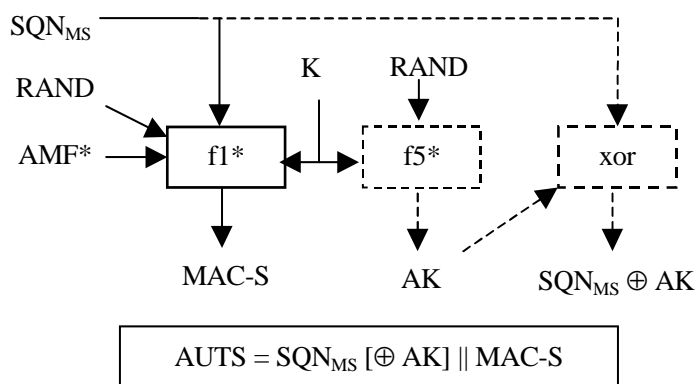 SQN_MS
K
RAND
RAND
AMF*
f1*
f5*
xor
MAC-S
AK
SQN_MS ⊕ AK
AUTS = SQN_MS [⊕ AK] || MAC-S